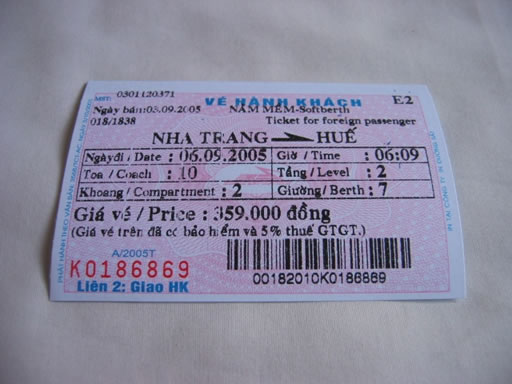 MST: 0301120371
VÉ HÀNH KHÁCH E2
Ngày bán:03.09.2005 NẰM MỀM-Softberth
018/1838 Ticket for foreign passenger
NHA TRANG HUẾ
Ngày đi / Date : 06.09.2005 Giờ / Time : 06:09
Toa / Coach : 10 Tầng / Level : 2
Khoang / Compartment : 2 Giường / Berth : 7
Giá vé / Price : 359.000 đồng
(Giá vé trên đã có bảo hiểm và 5% thuế GTGT.)
A/2005T
K0186869
00182010K0186869
Liên 2: Giao HK